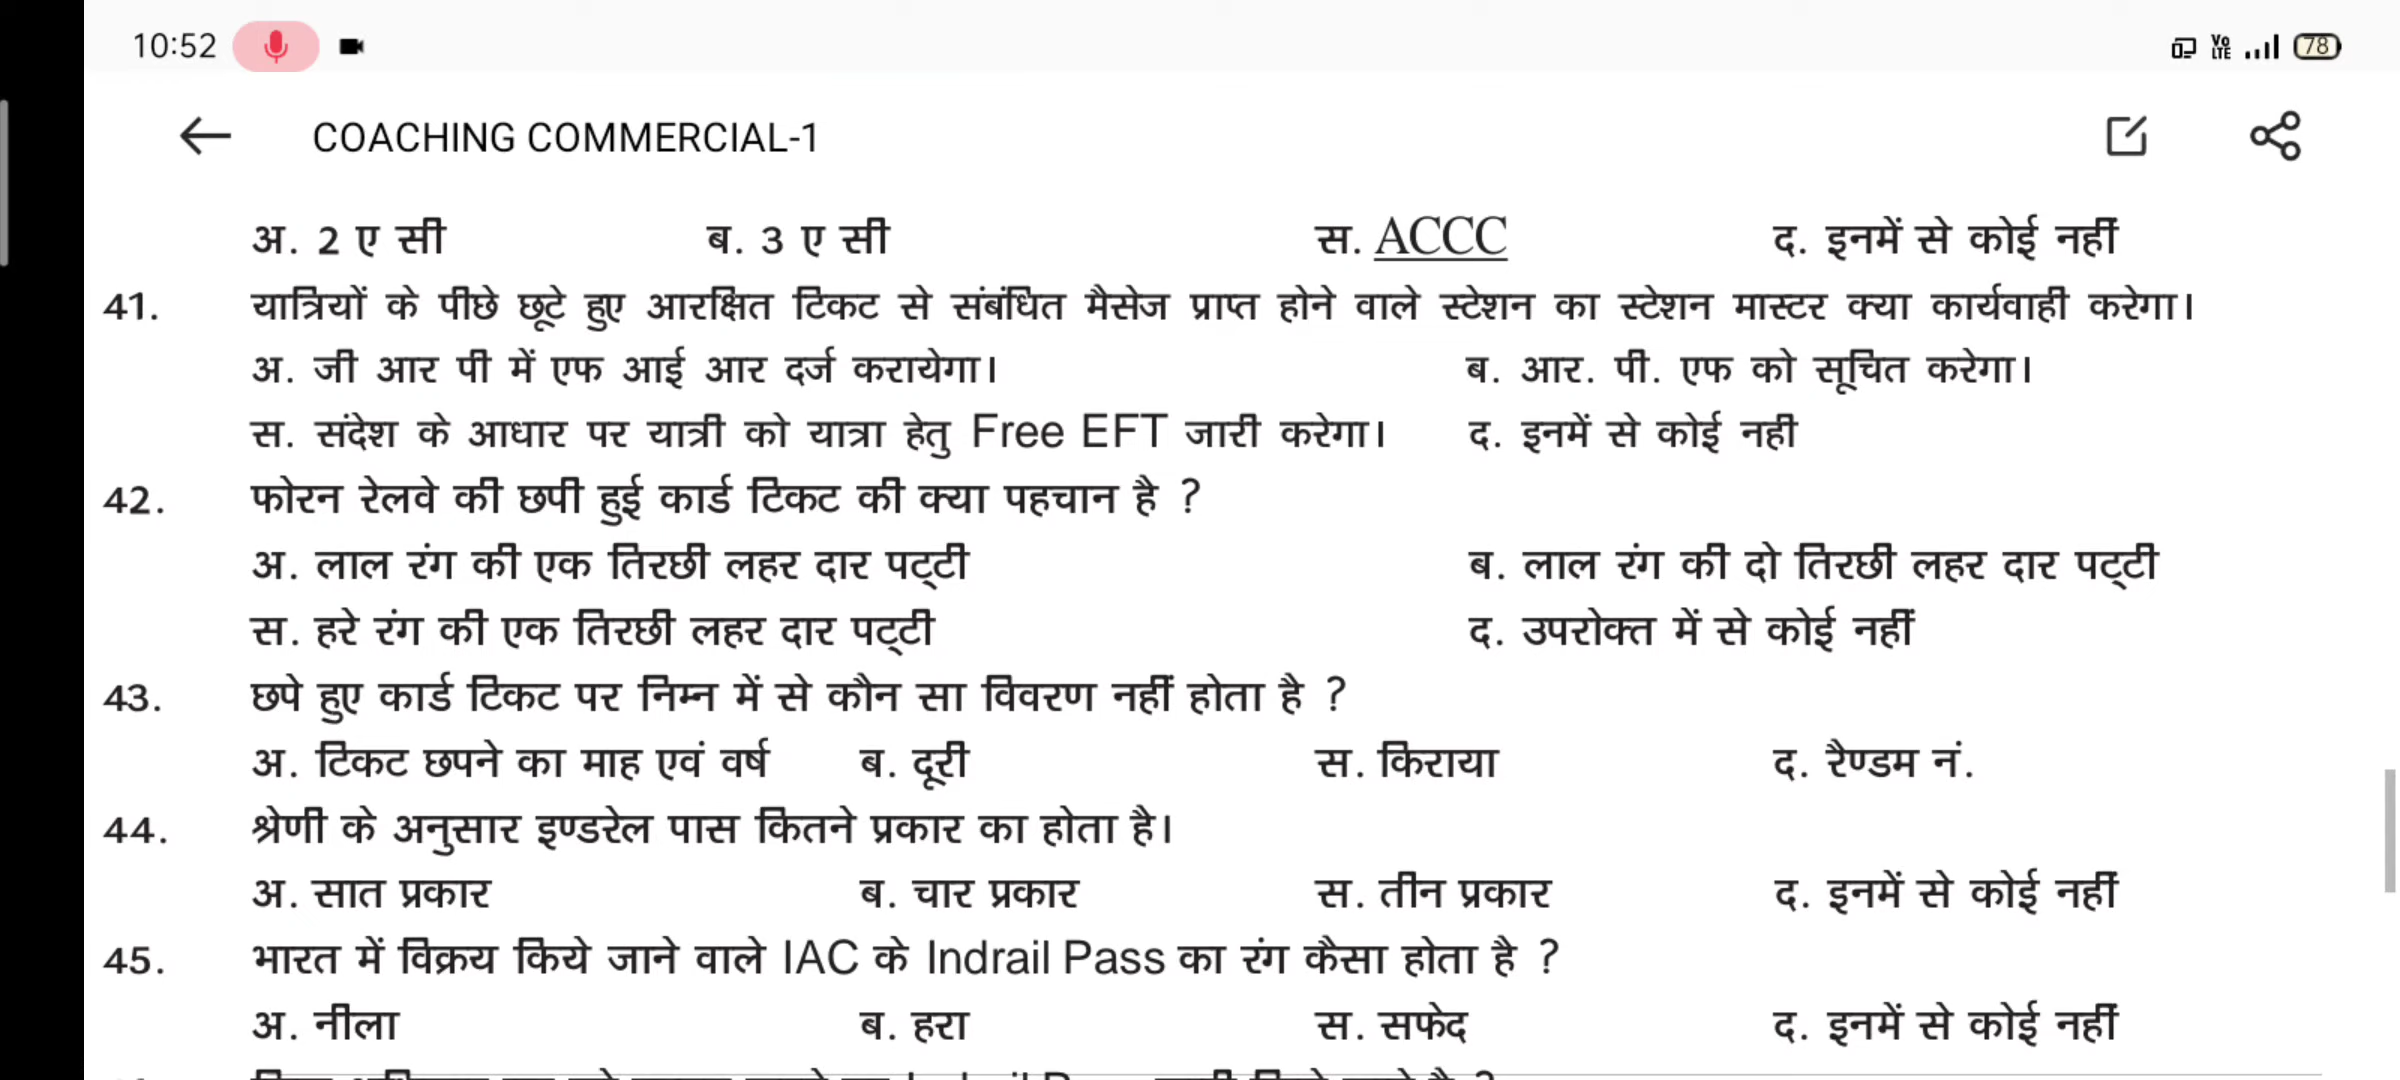 10:52 Vo LTE 78
COACHING COMMERCIAL-1
अ. 2 ए सी ब. 3 ए सी स. ACCC द. इनमें से कोई नहीं
41. यात्रियों के पीछे छूटे हुए आरक्षित टिकट से संबंधित मैसेज प्राप्त होने वाले स्टेशन का स्टेशन मास्टर क्या कार्यवाही करेगा।
अ. जी आर पी में एफ आई आर दर्ज करायेगा। ब. आर. पी. एफ को सूचित करेगा।
स. संदेश के आधार पर यात्री को यात्रा हेतु Free EFT जारी करेगा। द. इनमें से कोई नही
42. फोरन रेलवे की छपी हुई कार्ड टिकट की क्या पहचान है ?
अ. लाल रंग की एक तिरछी लहर दार पट्टी ब. लाल रंग की दो तिरछी लहर दार पट्टी
स. हरे रंग की एक तिरछी लहर दार पट्टी द. उपरोक्त में से कोई नहीं
43. छपे हुए कार्ड टिकट पर निम्न में से कौन सा विवरण नहीं होता है ?
अ. टिकट छपने का माह एवं वर्ष ब. दूरी स. किराया द. रैण्डम नं.
44. श्रेणी के अनुसार इण्डरेल पास कितने प्रकार का होता है।
अ. सात प्रकार ब. चार प्रकार स. तीन प्रकार द. इनमें से कोई नहीं
45. भारत में विक्रय किये जाने वाले IAC के Indrail Pass का रंग कैसा होता है ?
अ. नीला ब. हरा स. सफेद द. इनमें से कोई नहीं